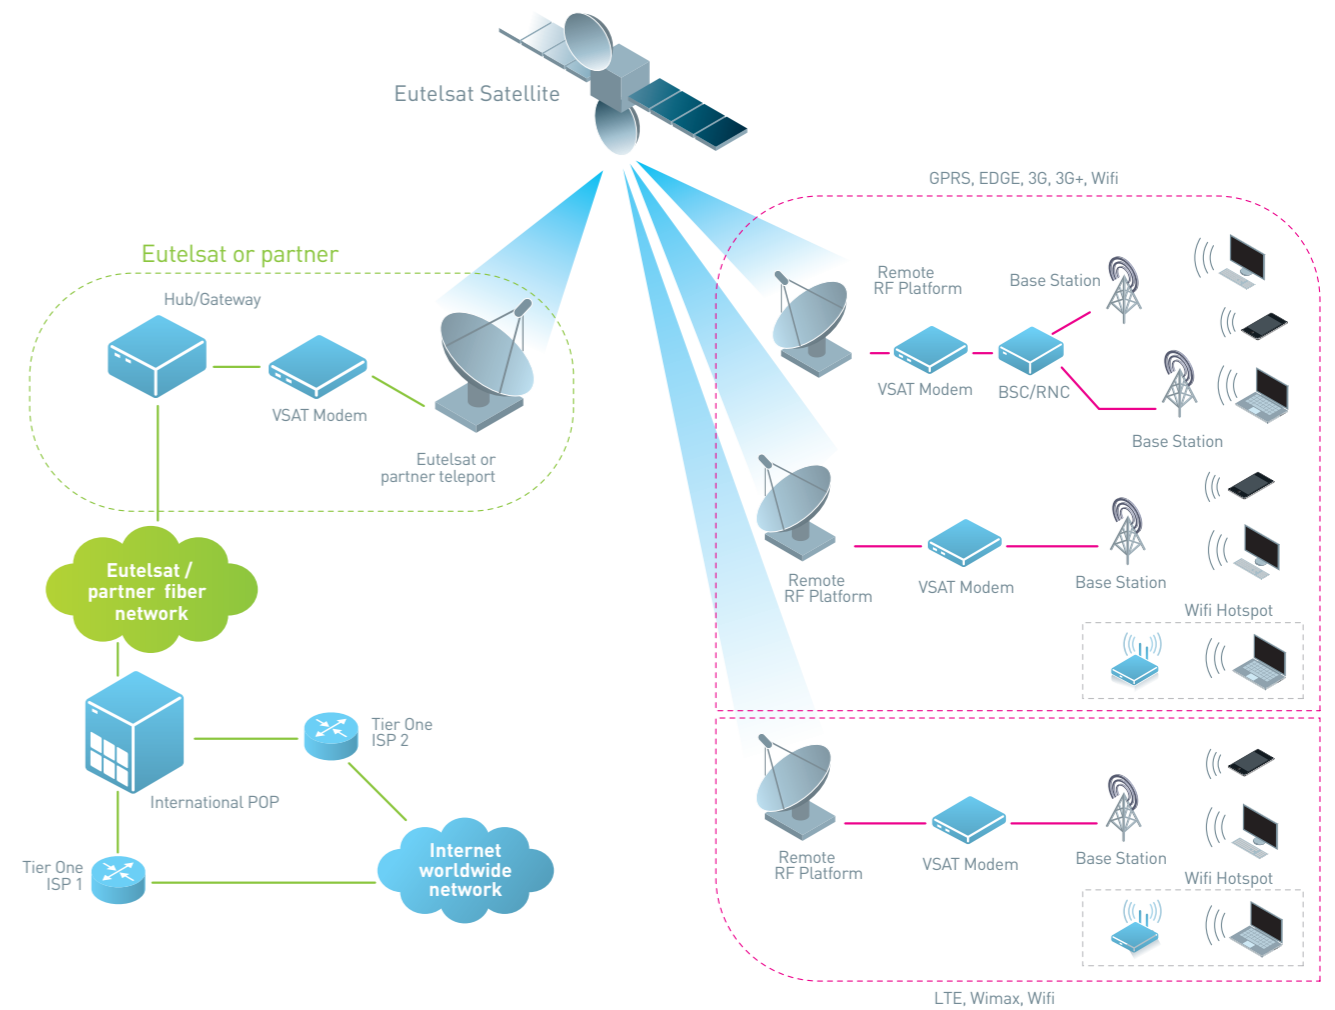 Eutelsat Satellite
Eutelsat or partner
Hub/Gateway
VSAT Modem
Eutelsat or
partner teleport
Eutelsat /
partner fiber
network
International POP
Tier One
ISP 2
Tier One
ISP 1
Internet
worldwide
network
GPRS, EDGE, 3G, 3G+, Wifi
Remote
RF Platform
VSAT Modem
BSC/RNC
Base Station
Base Station
Remote
RF Platform
VSAT Modem
Base Station
Wifi Hotspot
Remote
RF Platform
VSAT Modem
Base Station
Wifi Hotspot
LTE, Wimax, Wifi